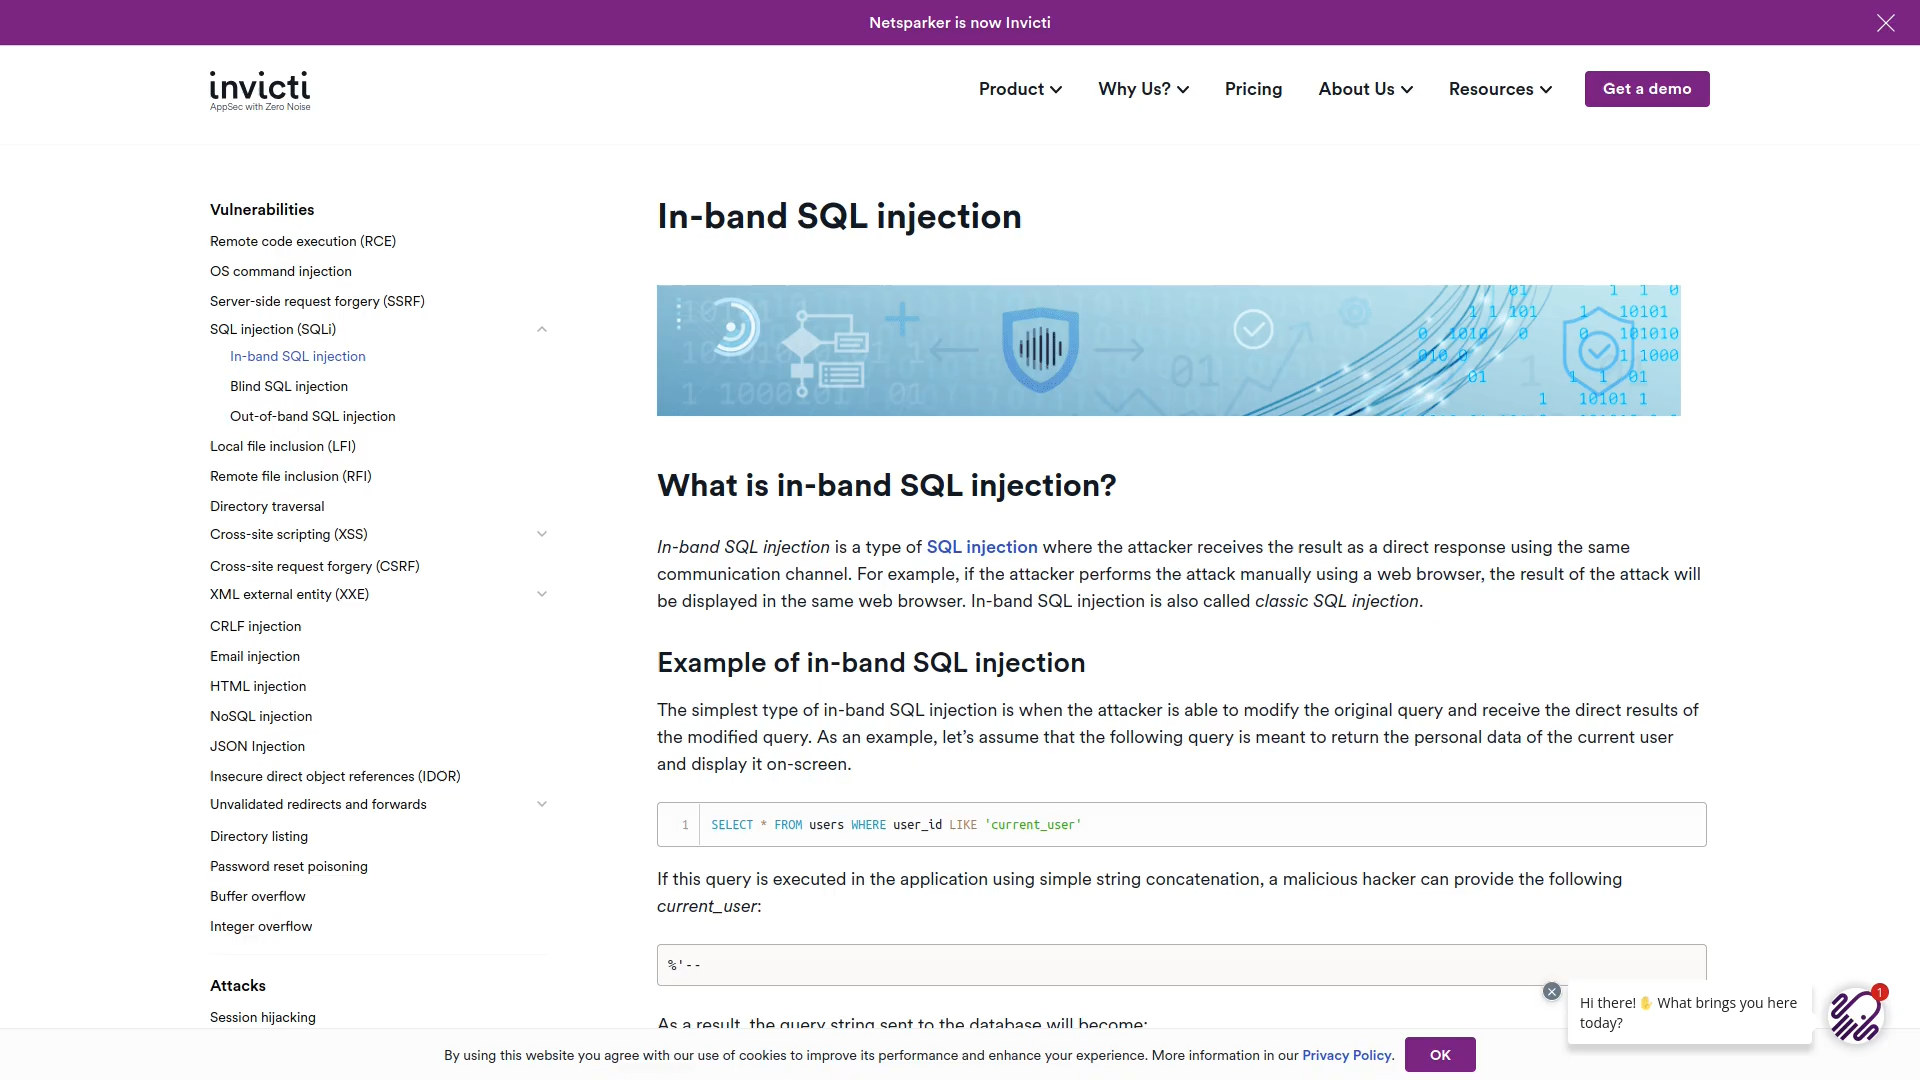 Netsparker is now Invicti
invicti
AppSec with Zero Noise
Product
Why Us?
Pricing
About Us
Resources
Get a demo
Vulnerabilities
Remote code execution (RCE)
OS command injection
Server-side request forgery (SSRF)
SQL injection (SQLi)
In-band SQL injection
Blind SQL injection
Out-of-band SQL injection
Local file inclusion (LFI)
Remote file inclusion (RFI)
Directory traversal
Cross-site scripting (XSS)
Cross-site request forgery (CSRF)
XML external entity (XXE)
CRLF injection
Email injection
HTML injection
NoSQL injection
JSON Injection
Insecure direct object references (IDOR)
Unvalidated redirects and forwards
Directory listing
Password reset poisoning
Buffer overflow
Integer overflow
Attacks
Session hijacking
In-band SQL injection
What is in-band SQL injection?
In-band SQL injection is a type of SQL injection where the attacker receives the result as a direct response using the same
communication channel. For example, if the attacker performs the attack manually using a web browser, the result of the attack will
be displayed in the same web browser. In-band SQL injection is also called classic SQL injection.
Example of in-band SQL injection
The simplest type of in-band SQL injection is when the attacker is able to modify the original query and receive the direct results of
the modified query. As an example, let’s assume that the following query is meant to return the personal data of the current user
and display it on-screen.
1 SELECT * FROM users WHERE user_id LIKE 'current_user'
If this query is executed in the application using simple string concatenation, a malicious hacker can provide the following
current_user:
%'--
As a result, the query string sent to the database will become:
Hi there! ✋ What brings you here
today?
1
By using this website you agree with our use of cookies to improve its performance and enhance your experience. More information in our Privacy Policy.
OK